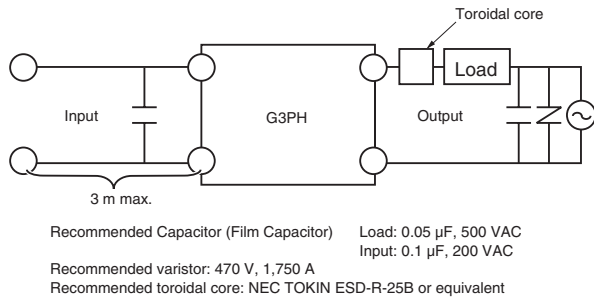 Toroidal core
Load
Input
G3PH
Output
3 m max.
Recommended Capacitor (Film Capacitor) Load: 0.05 µF, 500 VAC
Input: 0.1 µF, 200 VAC
Recommended varistor: 470 V, 1,750 A
Recommended toroidal core: NEC TOKIN ESD-R-25B or equivalent